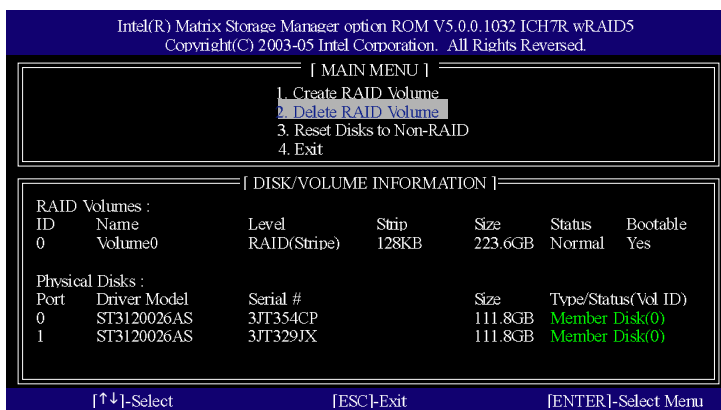 Intel(R) Matrix Storage Manager option ROM V5.0.0.1032 ICH7R wRAID5
Copyright(C) 2003-05 Intel Corporation. All Rights Reversed.
[ MAIN MENU ]
1. Create RAID Volume
2. Delete RAID Volume
3. Reset Disks to Non-RAID
4. Exit
[ DISK/VOLUME INFORMATION ]
RAID Volumes :
ID Name Level Strip Size Status Bootable
0 Volume0 RAID(Stripe) 128KB 223.6GB Normal Yes
Physical Disks :
Port Driver Model Serial # Size Type/Status(Vol ID)
0 ST3120026AS 3JT354CP 111.8GB Member Disk(0)
1 ST3120026AS 3JT329JX 111.8GB Member Disk(0)
[↑↓]-Select [ESC]-Exit [ENTER]-Select Menu